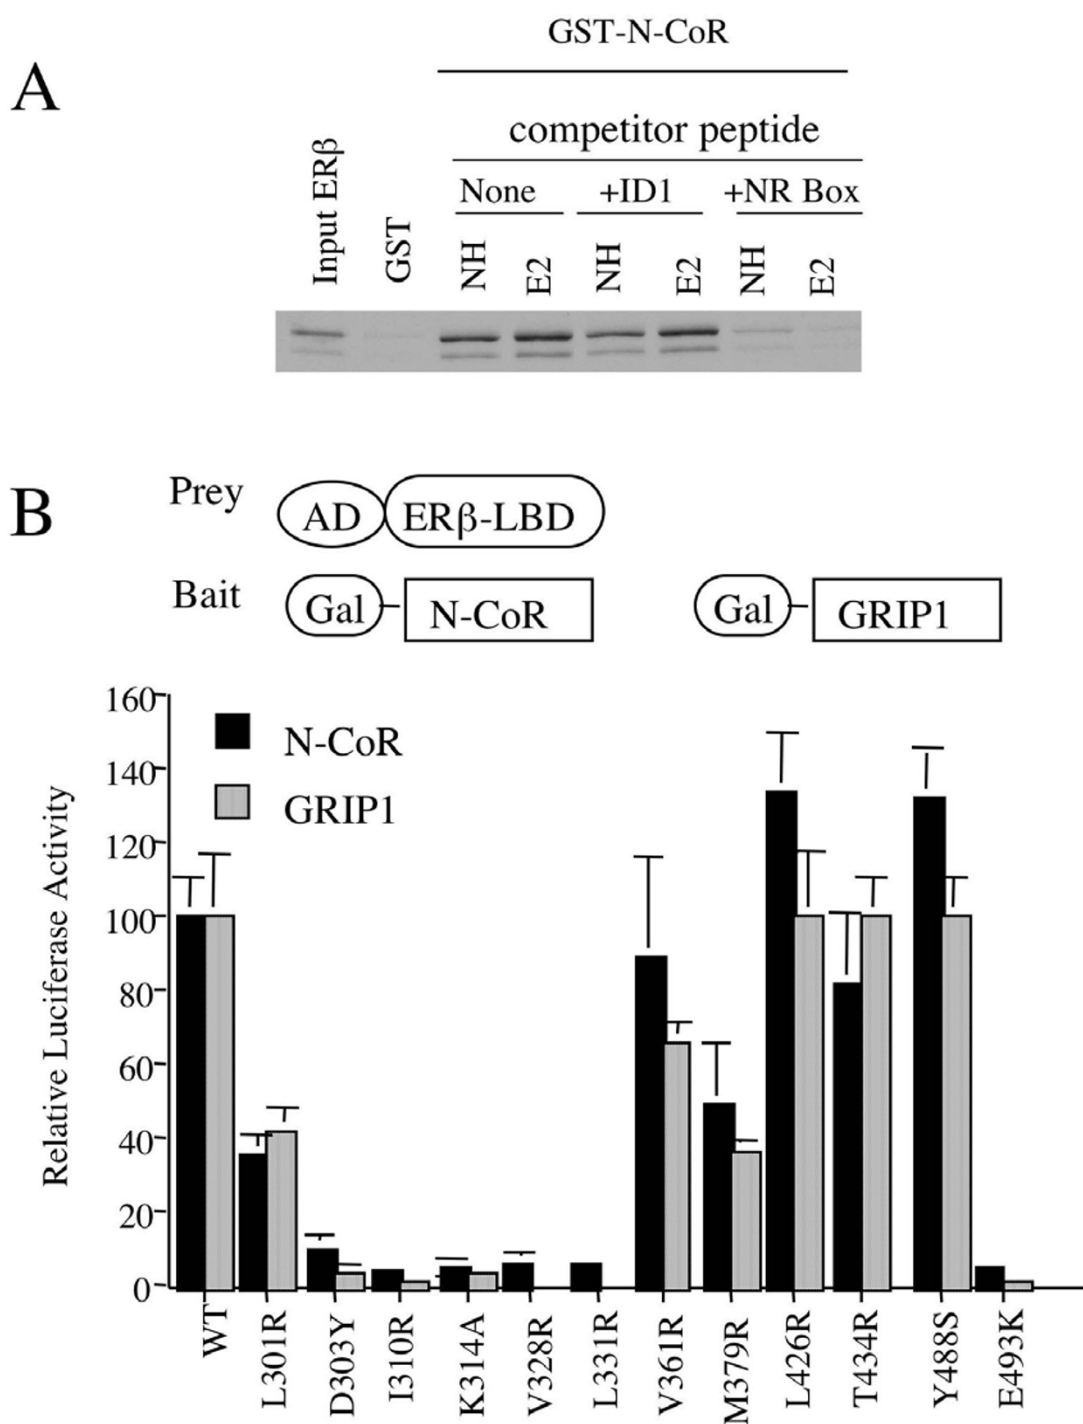 GST-N-CoR
A
competitor peptide
Input ERβ
GST
None
+ID1
+NR Box
NH
E2
NH
E2
NH
E2
B
Prey
AD
ERβ-LBD
Bait
Gal
N-CoR
Gal
GRIP1
Relative Luciferase Activity
160
140
120
100
80
60
40
20
0
N-CoR
GRIP1
WT
L301R
D303Y
I310R
K314A
V328R
L331R
V361R
M379R
L426R
T434R
Y488S
E493K